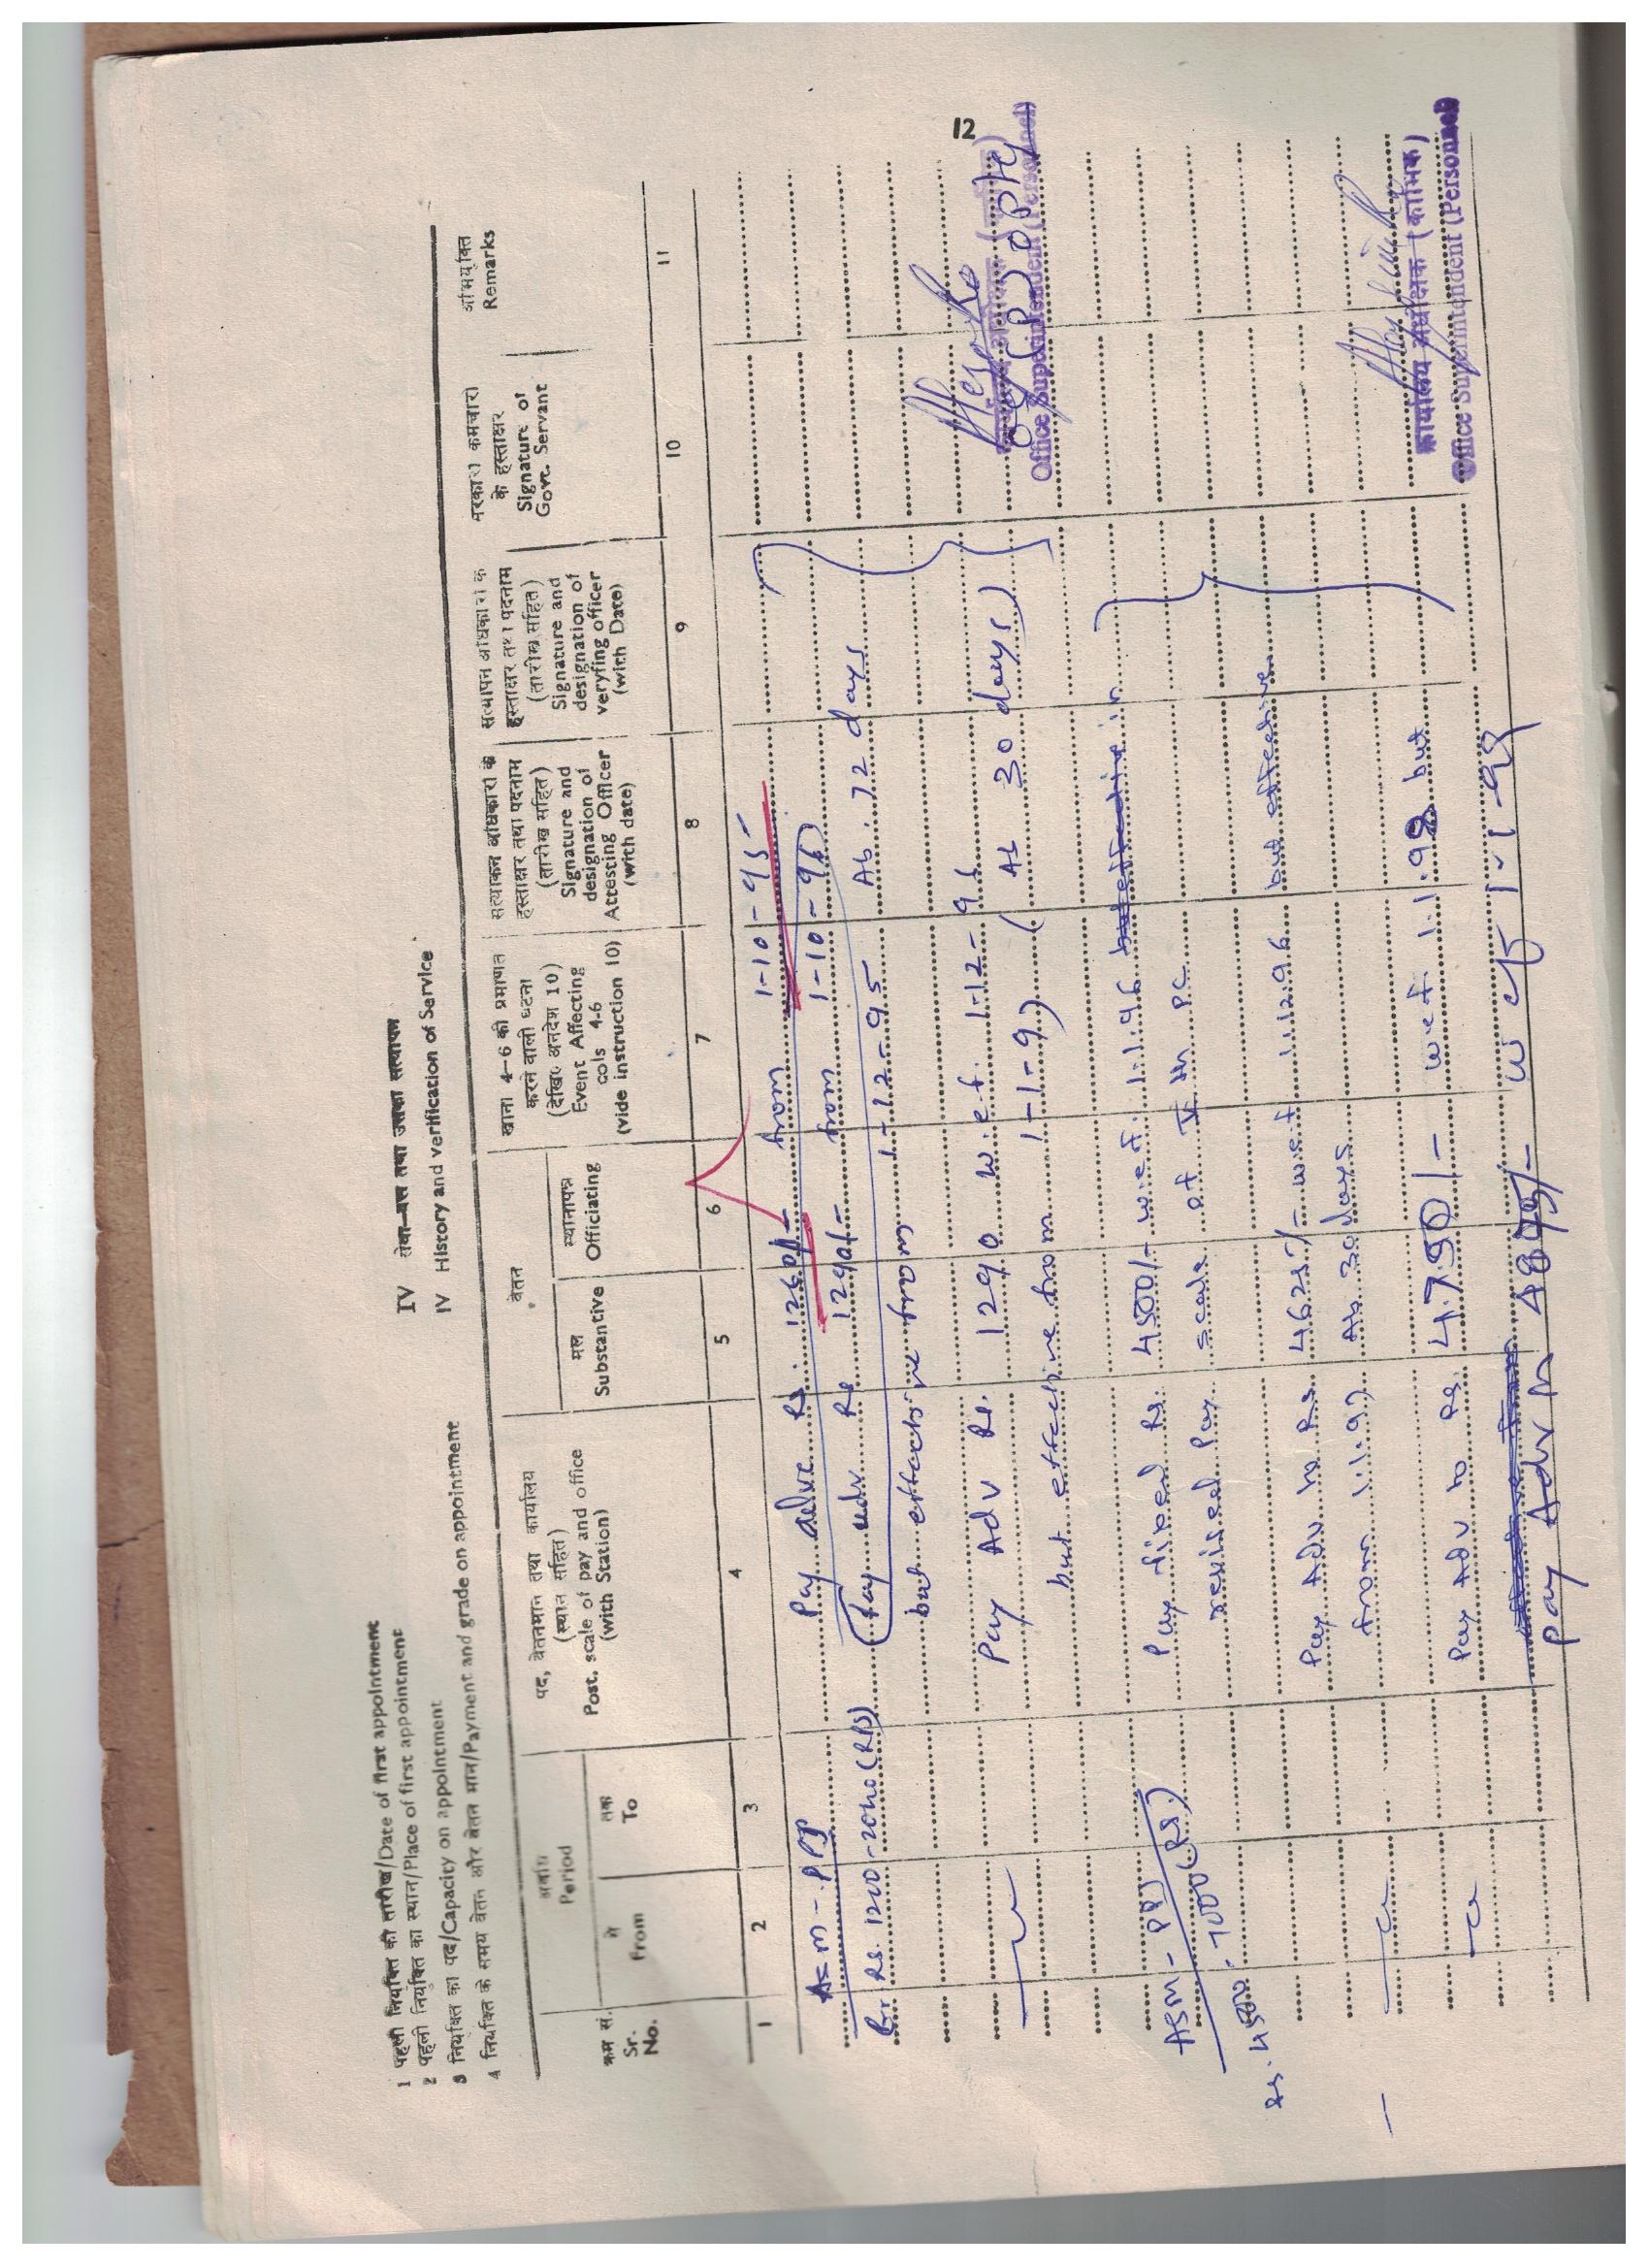 12
IV सेवा-वृत्त तथा उसका सत्यापन
IV History and verification of Service
1 पहली नियुक्ति की तारीख/Date of first appointment
2 पहली नियुक्ति का स्थान/Place of first appointment
3 नियुक्ति का पद/Capacity on appointment
4 नियुक्ति के समय वेतन और वेतन मान/Payment and grade on appointment
क्रम सं. Sr. No.
अवधि Period
से From
तक To
पद, वेतनमान तथा कार्यालय (स्थान सहित) Post, scale of pay and office (with Station)
वेतन
मूल Substantive
स्थानापन्न Officiating
खाना 4-6 को प्रमाणित करने वाली घटना (देखिए अनुदेश 10) Event Affecting cols 4-6 (vide instruction 10)
सत्यांकन अधिकारी के हस्ताक्षर तथा पदनाम (तारीख सहित) Signature and designation of Attesting Officer (with date)
सत्यापन अधिकारी के हस्ताक्षर तथा पदनाम (तारीख सहित) Signature and designation of veryfing officer (with Date)
सरकारी कर्मचारी के हस्ताक्षर Signature of Govt. Servant
अभियुक्ति Remarks
1 2 3 4 5 6 7 8 9 10 11
ASM - PPJ Pay advc Rs. 1260/- from 1-10-95-
Gr. Rs. 1200-2040 (RPS) Pay adv Rs 1290/- from 1-10-96
but effective from 1-12-95 Ab. 72 days
Pay Adv Rs. 1290 w.e.f. 1-12-96
but effective from 1-1-97 (Ab 30 days)
Office Superintendent (Personnel)
ASM - PPJ Pay fixed Rs. 4500/- w.e.f 1.1.96 but effective in
Rs. 4500-7000 (RS) revised Pay scale of Vth PC
Pay Adv to Rs 4625/- w.e.f 1.12.96 but effective
from 1.1.97 Ab 30 days
Pay Adv to Rs. 4750/- w.e.f 1.1.98 but
कार्यालय अधीक्षक (कार्मिक)
Office Superintendent (Personnel)
Pay Adv Rs 4875/- w ef 1-1-99